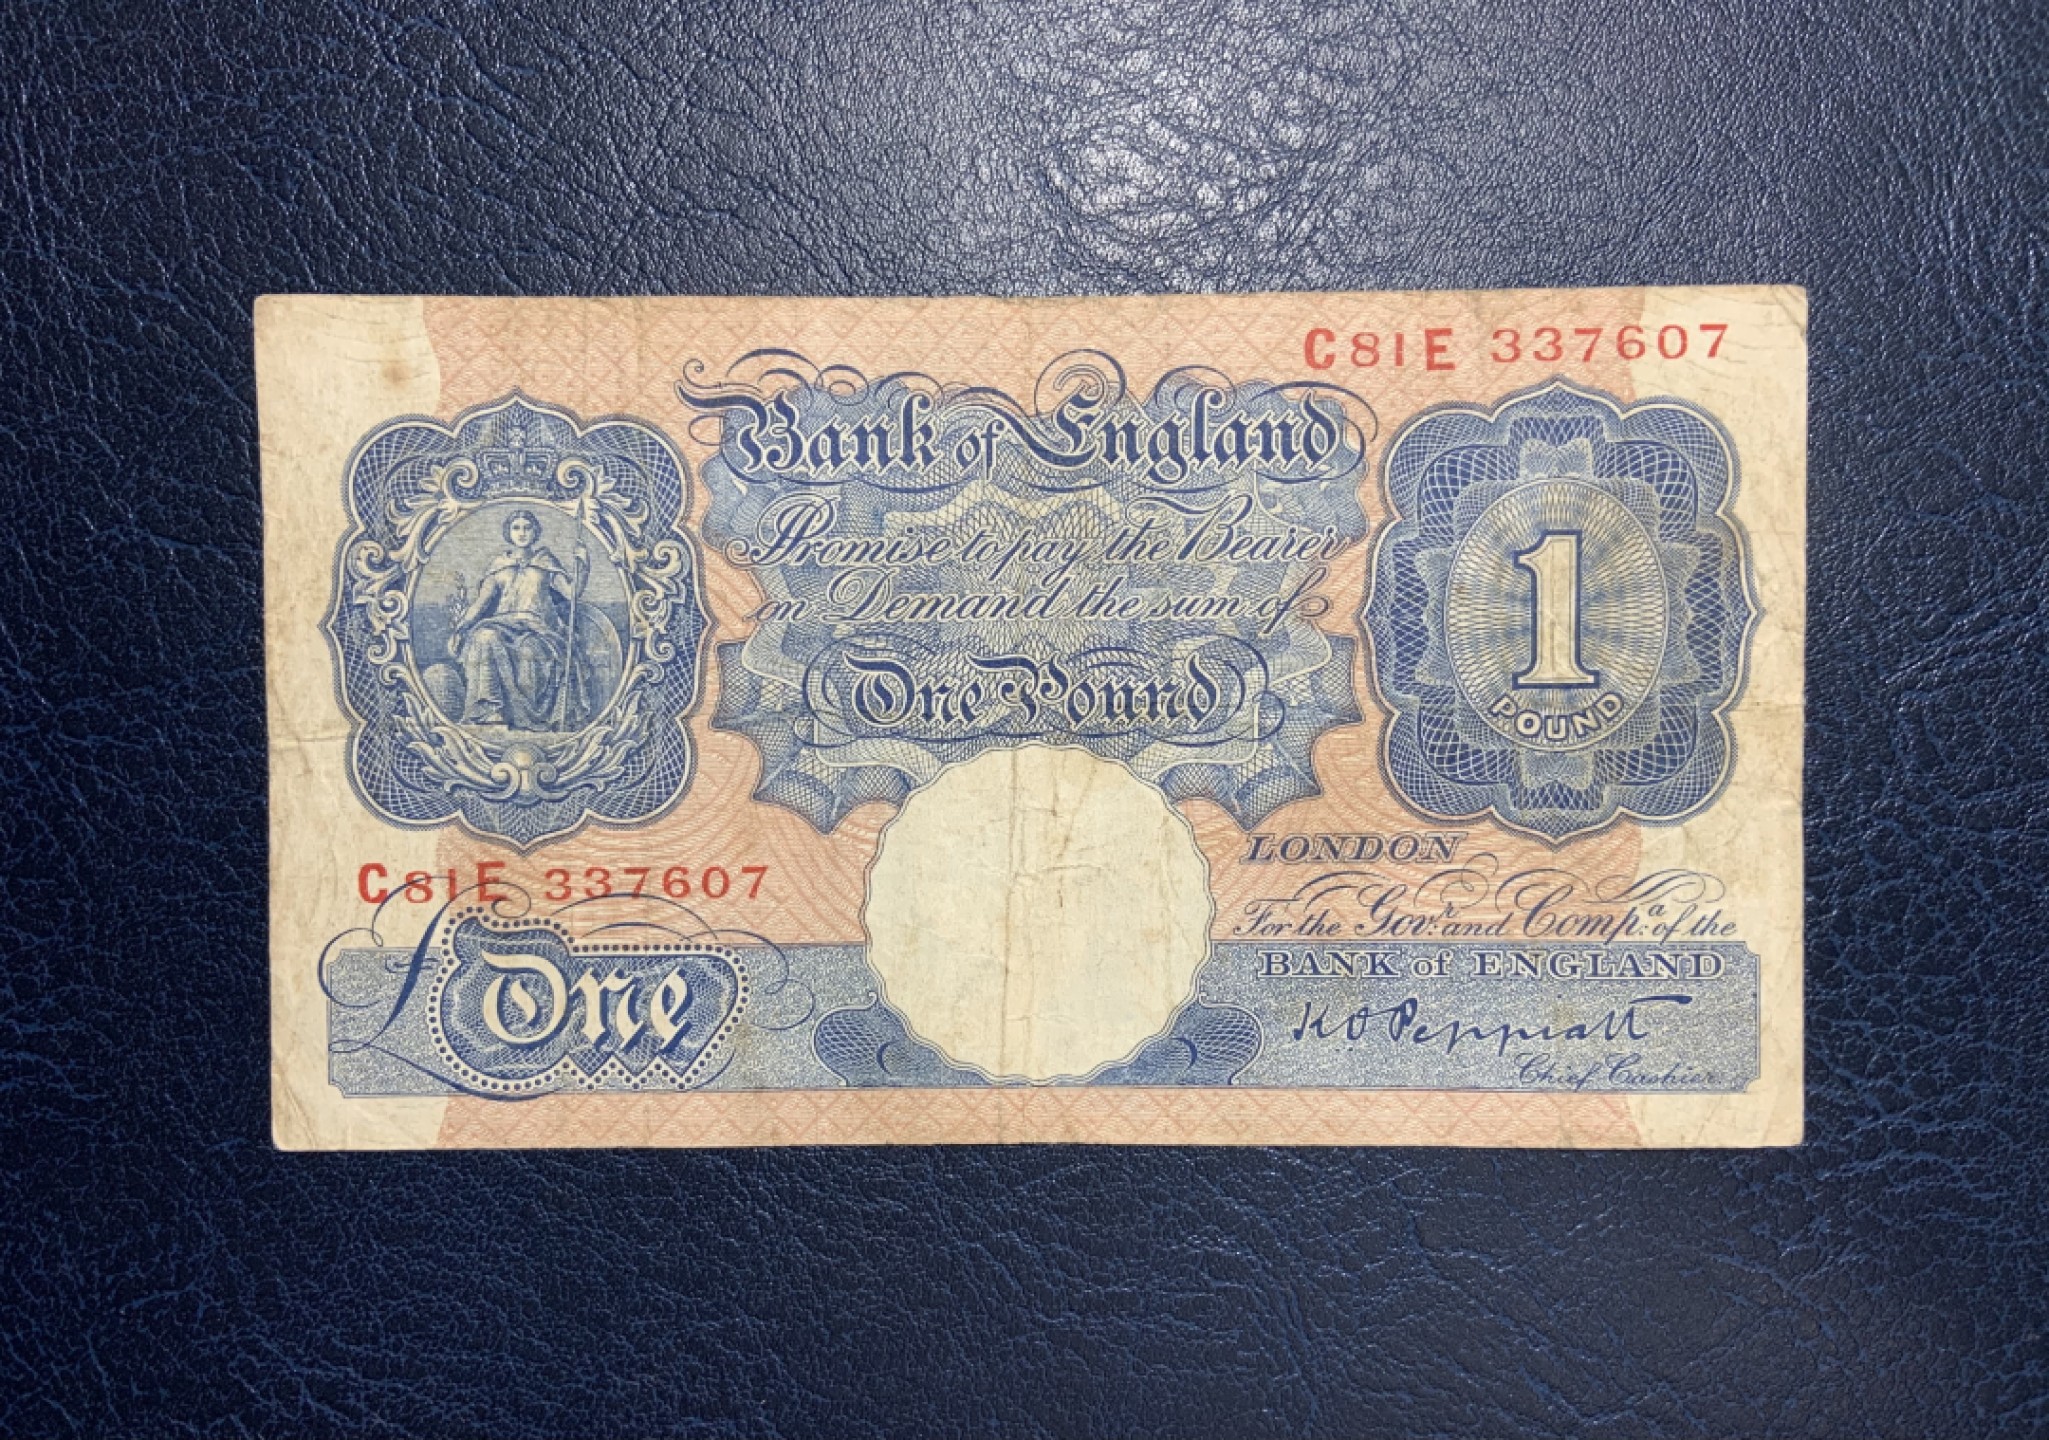 C81E 337607
Bank of England
Promise to pay the Bearer
on Demand the sum of
One Pound
1
POUND
C81E 337607
£ One
LONDON
For the Govr. and Compa. of the
BANK of ENGLAND
K O Peppiatt
Chief Cashier.